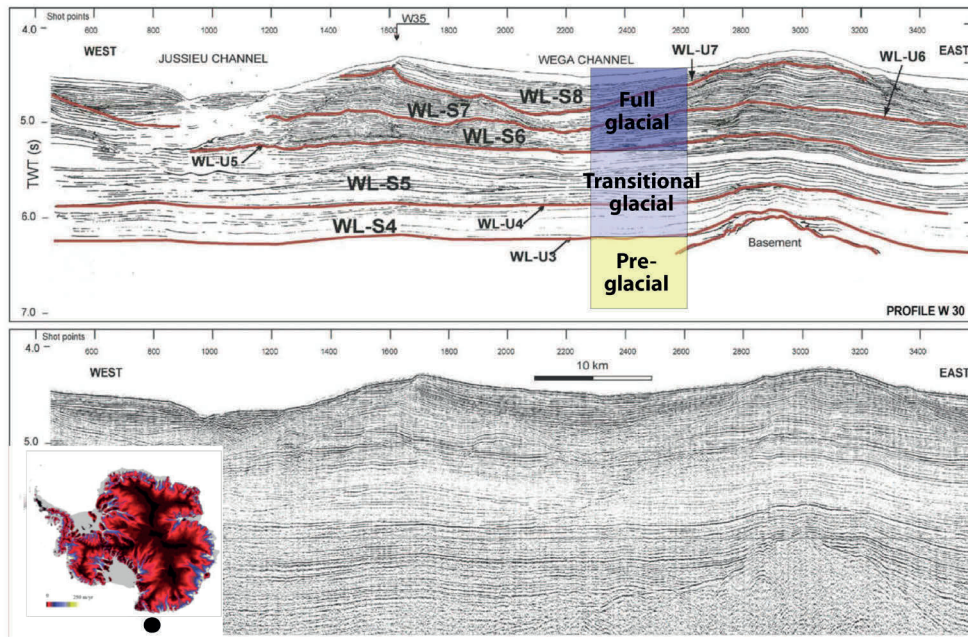 Shot points W35
4.0 600 800 1000 1200 1400 1600 1800 2000 2200 2400 2600 2800 3000 3200 3400
WEST JUSSIEU CHANNEL WEGA CHANNEL WL-U7 EAST
WL-U6
WL-S8 Full
WL-S7 glacial
5.0 WL-S6
WL-U5
TWT (s)
WL-S5 Transitional
glacial
6.0 WL-S4 WL-U4
WL-U3 Basement
Pre-
glacial
7.0 PROFILE W 30
4.0 Shot points
600 800 1000 1200 1400 1600 1800 2000 2200 2400 2600 2800 3000 3200 3400
WEST 10 km EAST
5.0
0 250 m/yr